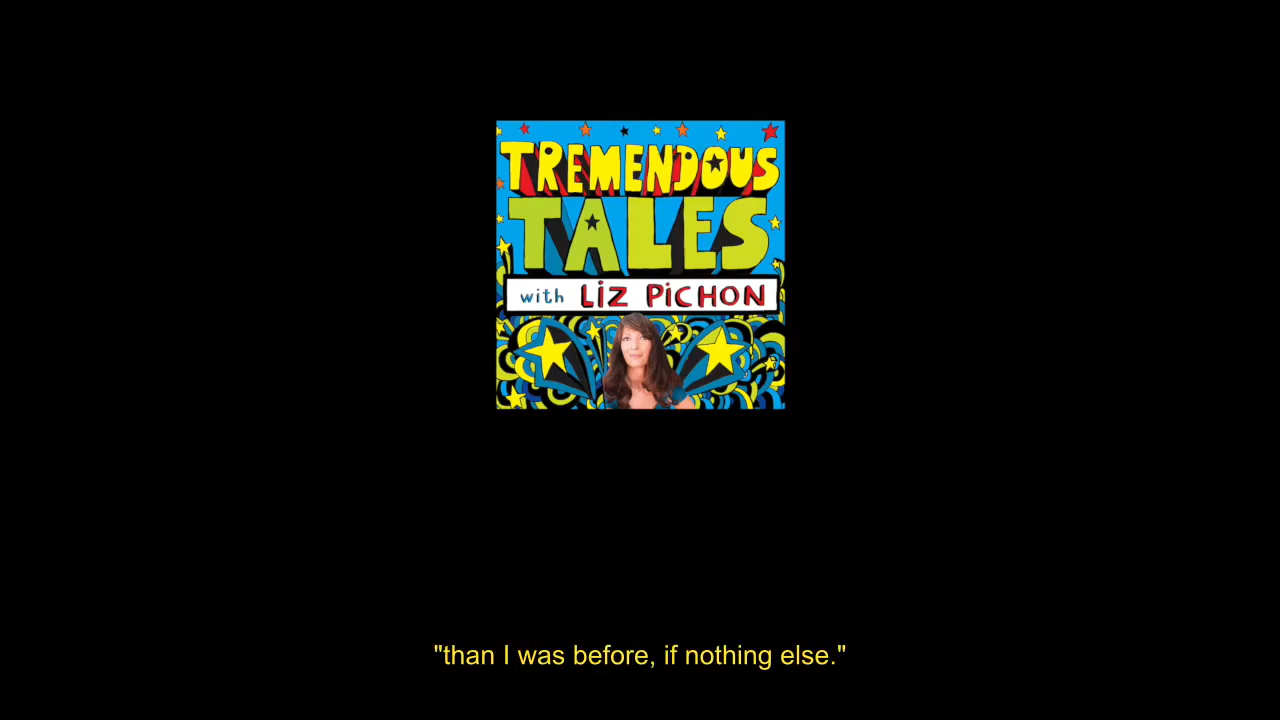 TREMENDOUS
TALES
with LiZ PiCHON
"than I was before, if nothing else."